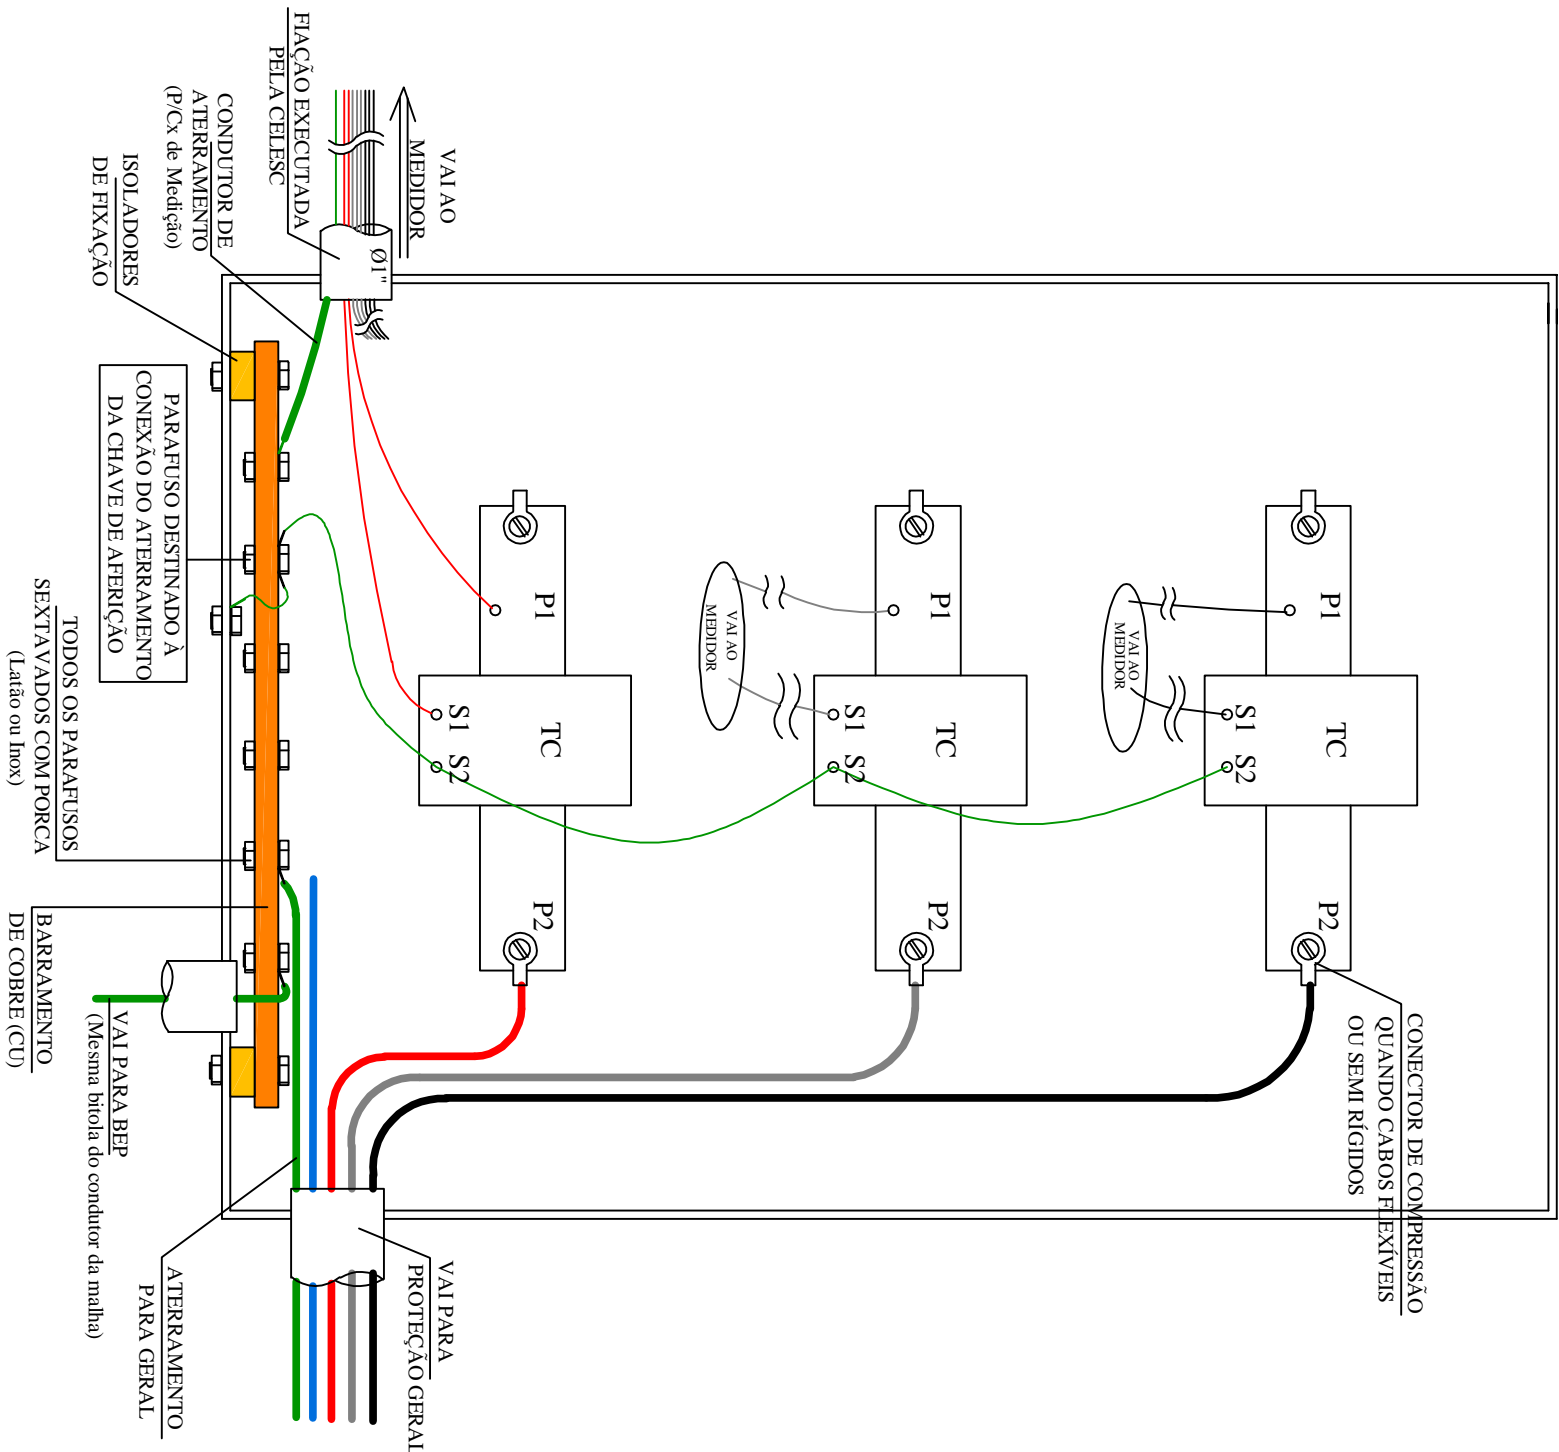 VAI AO
MEDIDOR
FIAÇÃO EXECUTADA
PELA CELESC
Ø1"
CONDUTOR DE
ATERRAMENTO
(P/Cx de Medição)
ISOLADORES
DE FIXAÇÃO
PARAFUSO DESTINADO À
CONEXÃO DO ATERRAMENTO
DA CHAVE DE AFERIÇÃO
TODOS OS PARAFUSOS
SEXTAVADOS COM PORCA
(Latão ou Inox)
BARRAMENTO
DE COBRE (CU)
VAI PARA BEP
(Mesma bitola do condutor da malha)
ATERRAMENTO
PARA GERAL
VAI PARA
PROTEÇÃO GERAL
CONECTOR DE COMPRESSÃO
QUANDO CABOS FLEXÍVEIS
OU SEMI RÍGIDOS
P1
TC
S1
S2
P2
P1
VAI AO
MEDIDOR
TC
S1
S2
P2
P1
VAI AO
MEDIDOR
TC
S1
S2
P2